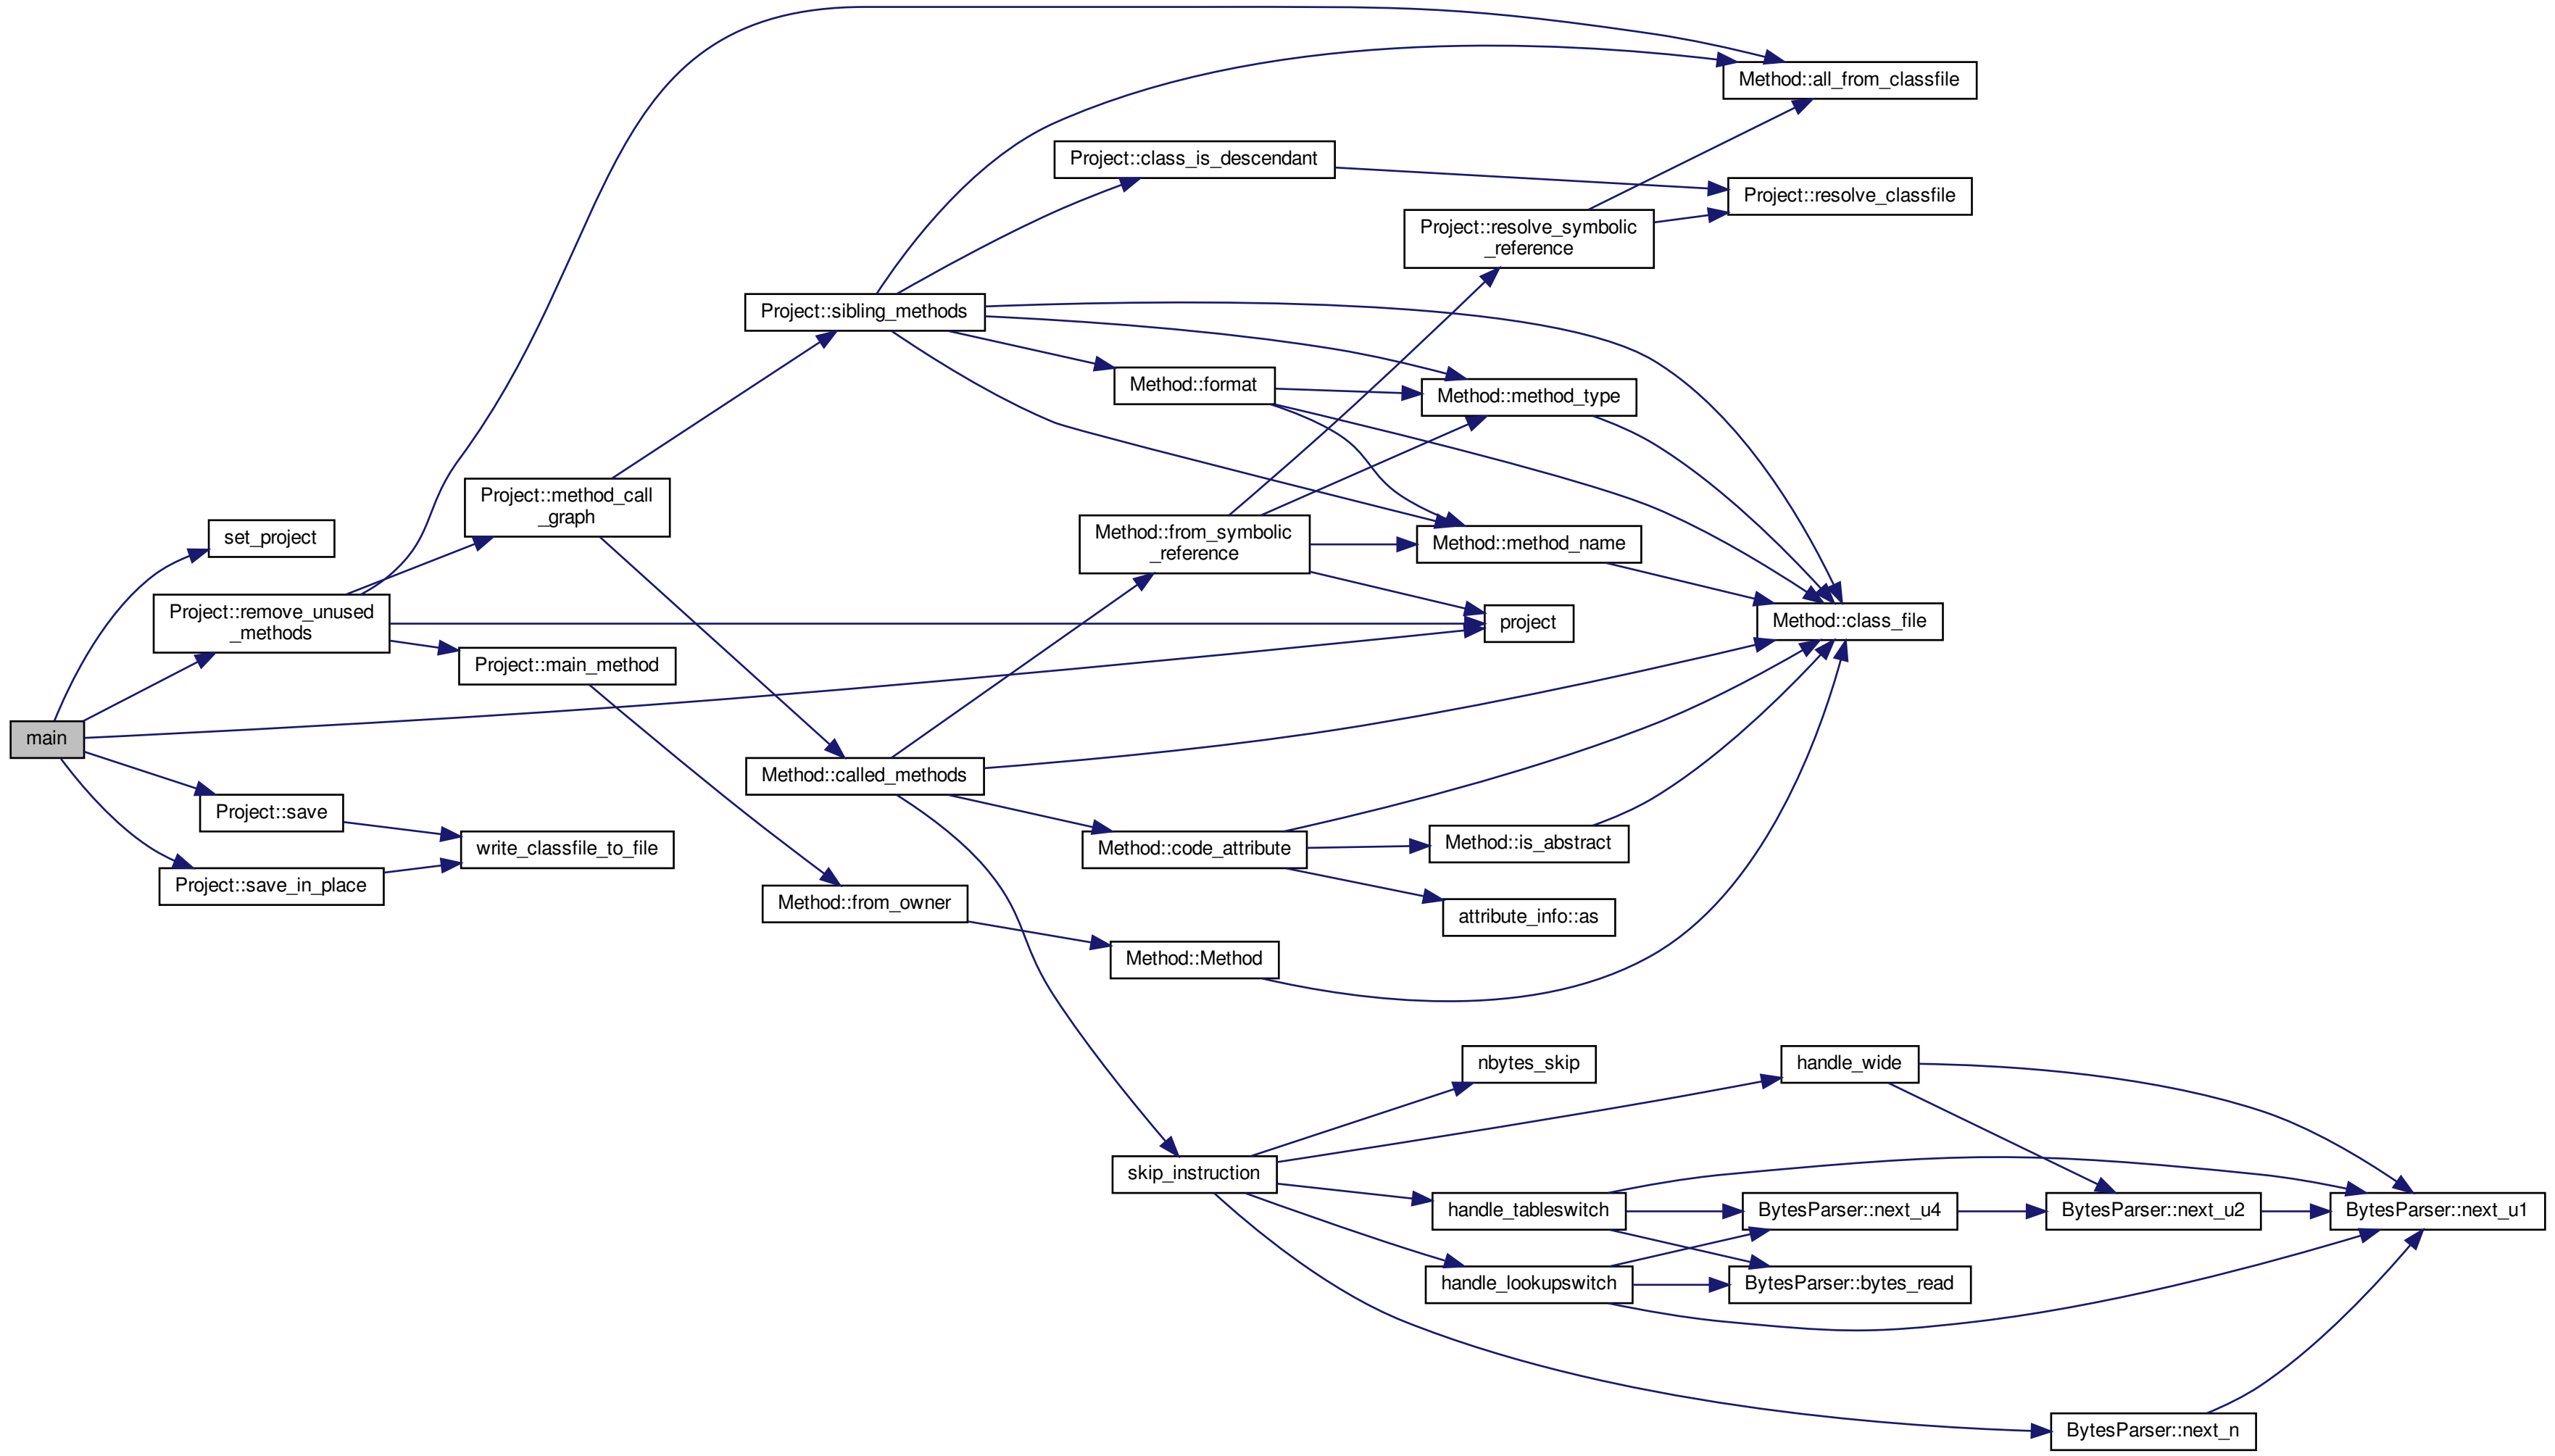 main
set_project
Project::remove_unused
_methods
Project::save
Project::save_in_place
Project::method_call
_graph
Project::main_method
write_classfile_to_file
Project::sibling_methods
Method::called_methods
Method::from_owner
Project::class_is_descendant
Method::format
Method::from_symbolic
_reference
Method::code_attribute
Method::Method
skip_instruction
Project::resolve_symbolic
_reference
Method::method_type
Method::method_name
project
Method::is_abstract
attribute_info::as
nbytes_skip
handle_tableswitch
handle_lookupswitch
Method::all_from_classfile
Project::resolve_classfile
Method::class_file
handle_wide
BytesParser::next_u4
BytesParser::bytes_read
BytesParser::next_u2
BytesParser::next_n
BytesParser::next_u1